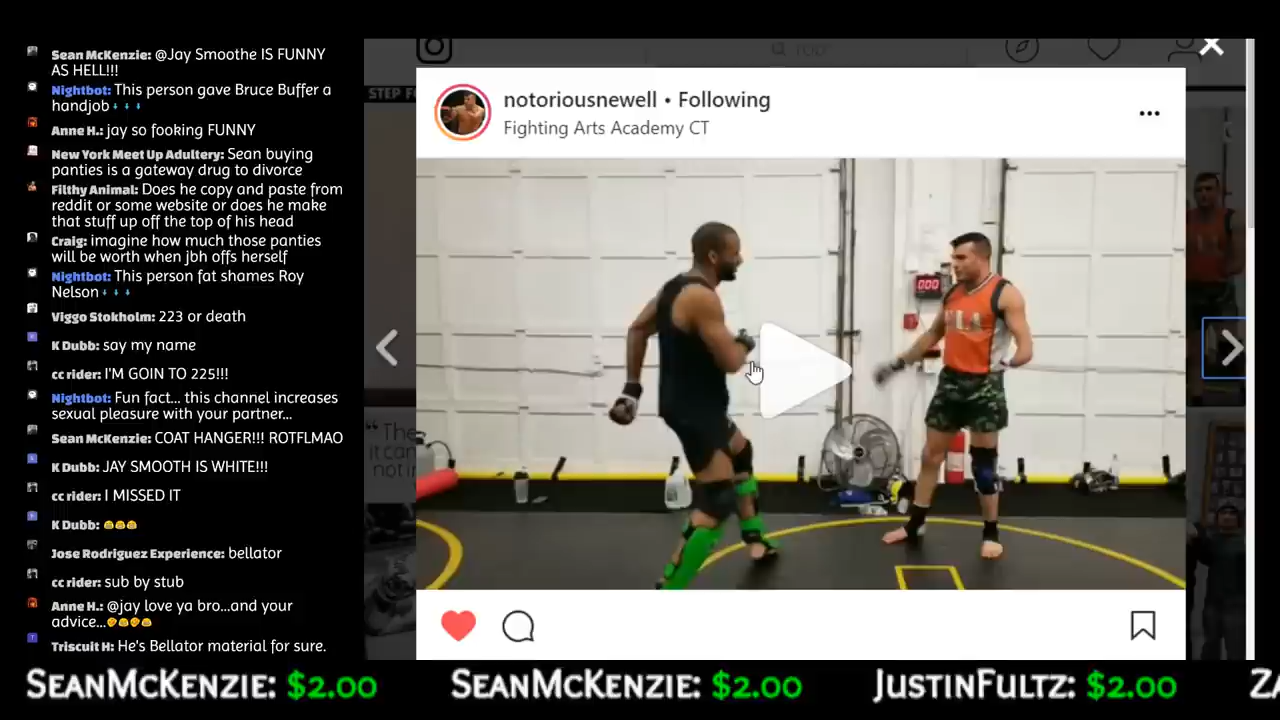 Sean McKenzie: @Jay Smoothe IS FUNNY
AS HELL!!!
Nightbot: This person gave Bruce Buffer a
handjob
Anne H.: jay so fooking FUNNY
New York Meet Up Adultery: Sean buying
panties is a gateway drug to divorce
Filthy Animal: Does he copy and paste from
reddit or some website or does he make
that stuff up off the top of his head
Craig: imagine how much those panties
will be worth when jbh offs herself
Nightbot: This person fat shames Roy
Nelson
Viggo Stokholm: 223 or death
K Dubb: say my name
cc rider: I'M GOIN TO 225!!!
Nightbot: Fun fact... this channel increases
sexual pleasure with your partner...
Sean McKenzie: COAT HANGER!!! ROTFLMAO
K Dubb: JAY SMOOTH IS WHITE!!!
cc rider: I MISSED IT
K Dubb:
Jose Rodriguez Experience: bellator
cc rider: sub by stub
Anne H.: @jay love ya bro...and your
advice...
Triscuit H: He's Bellator material for sure.
STEP F
notoriousnewell • Following
Fighting Arts Academy CT
000
"The
it can
not i
SEANMCKENZIE: $2.00 SEANMCKENZIE: $2.00 JUSTINFULTZ: $2.00 ZA